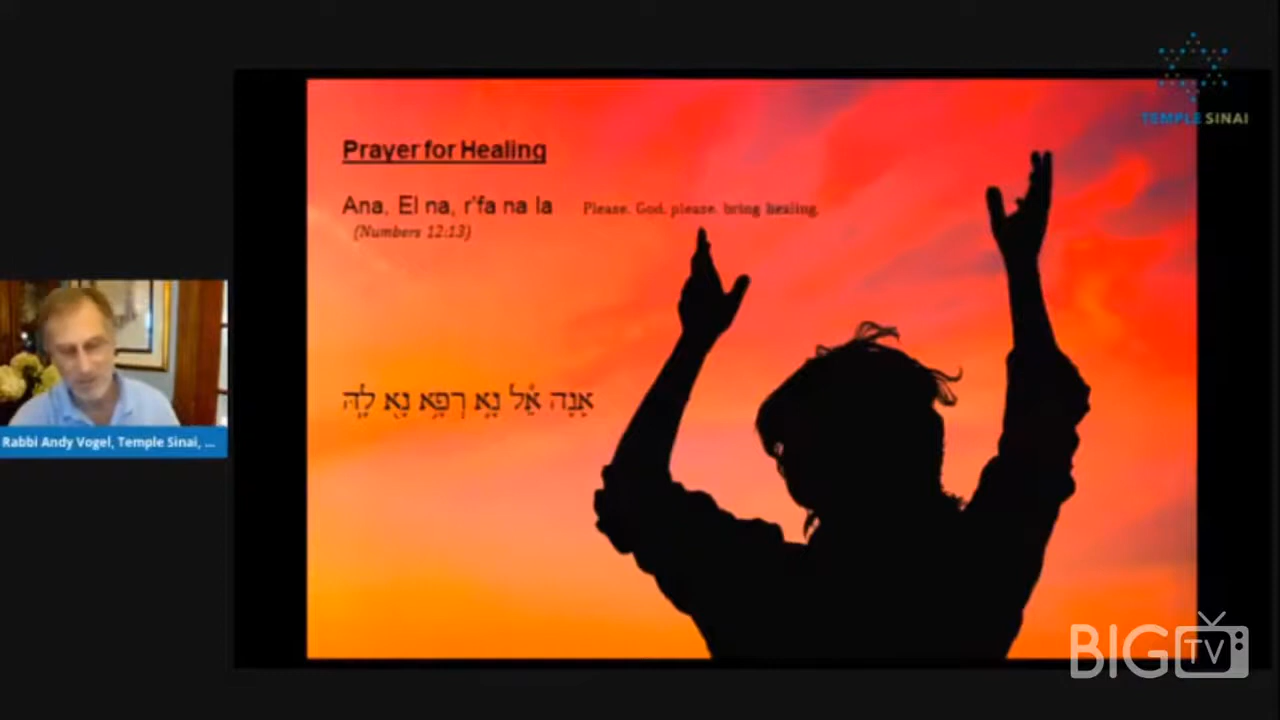 TEMPLE SINAI
Prayer for Healing
Ana, El na, r'fa na la
Please, God, please, bring healing.
(Numbers 12:13)
אָנָה אֵ֕ל נָ֛א רְפָ֥א נָ֖א לָֽהּ
Rabbi Andy Vogel, Temple Sinai, ...
BIG TV